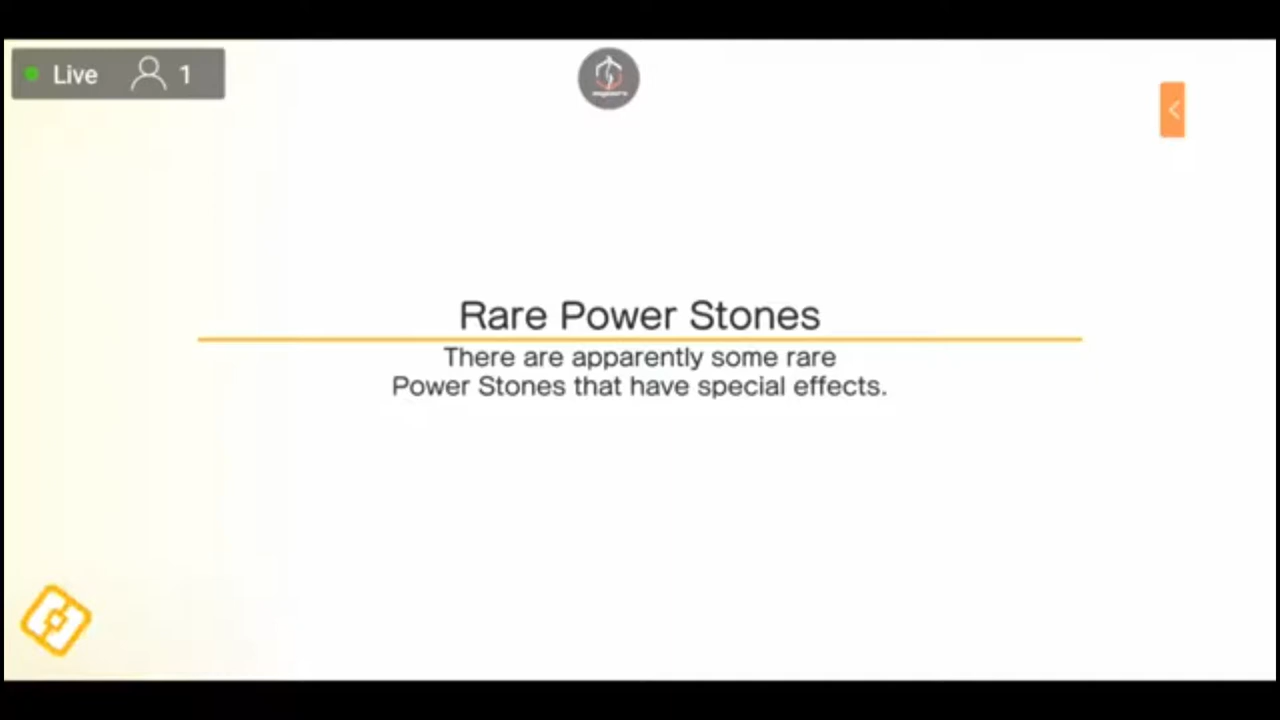 Live 1
Rare Power Stones
There are apparently some rare
Power Stones that have special effects.